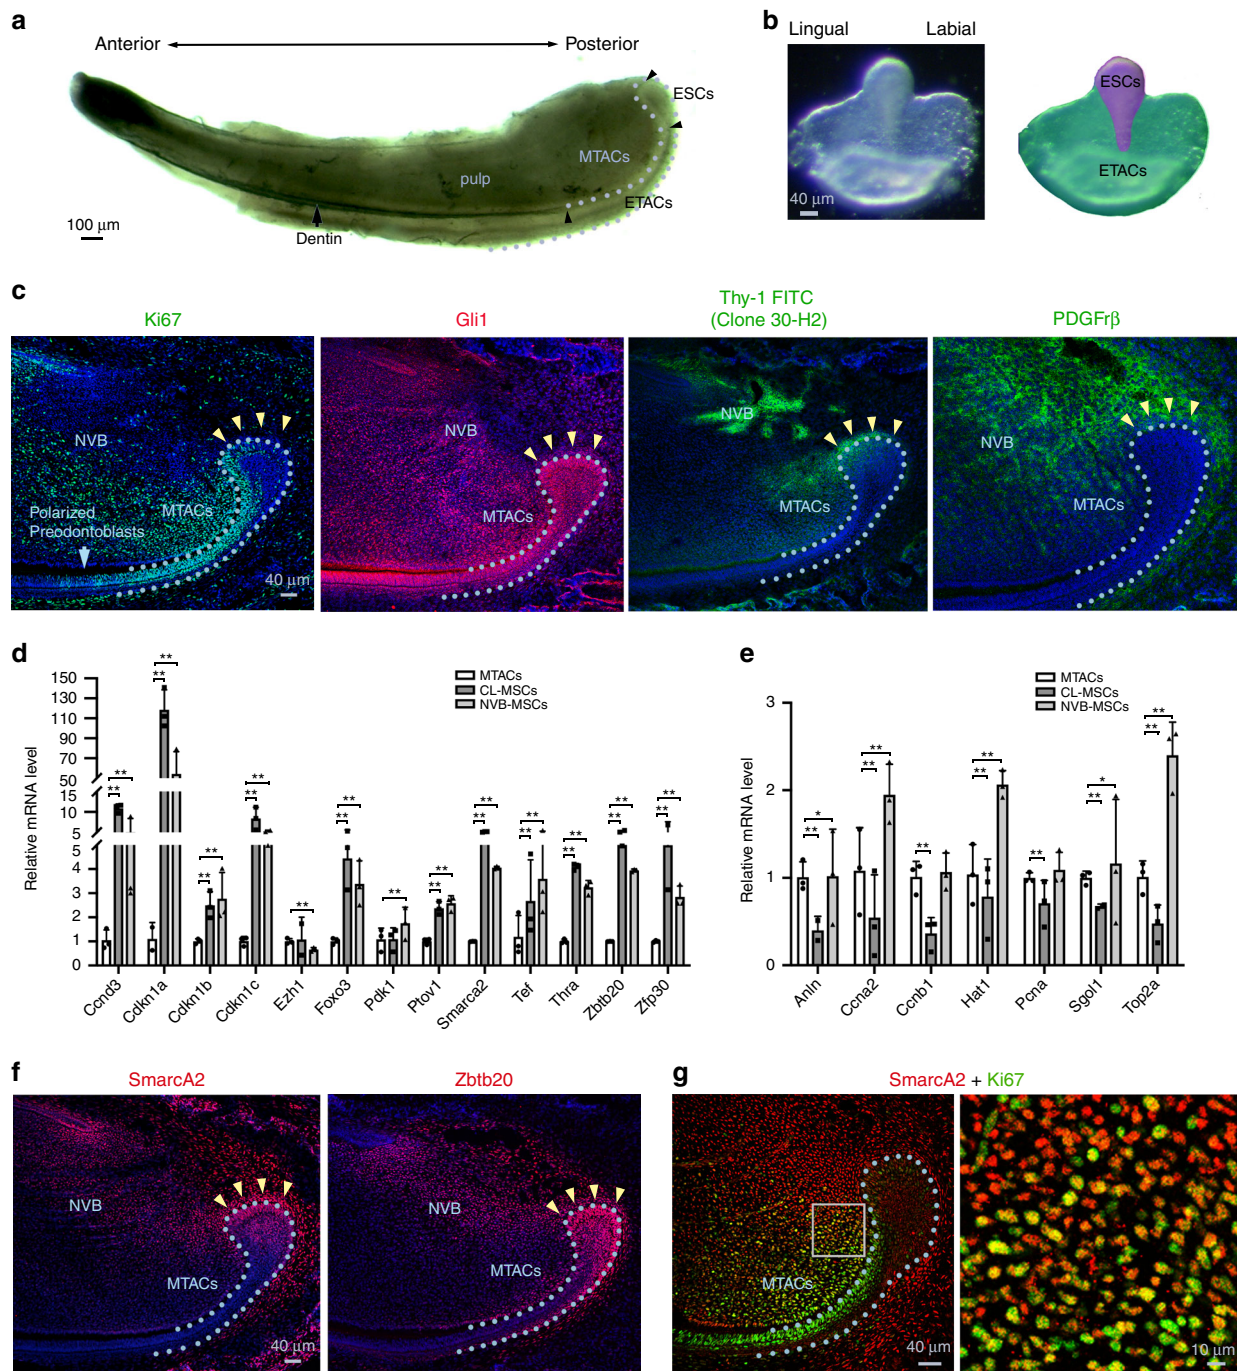 a
Anterior
Posterior
ESCs
MTACs
pulp
ETACs
Dentin
100 μm
b
Lingual
Labial
40 μm
ESCs
ETACs
c
Ki67
NVB
MTACs
Polarized
Preodontoblasts
40 μm
Gli1
NVB
MTACs
Thy-1 FITC
(Clone 30-H2)
NVB
MTACs
PDGFrβ
NVB
d
Relative mRNA level
150
130
110
90
70
50
15
10
5
5
4
3
2
1
0
MTACs
CL-MSCs
NVB-MSCs
** **
** **
** **
** **
**
** **
**
** **
** **
** **
** **
** **
** **
Ccnd3
Cdkn1a
Cdkn1b
Cdkn1c
Ezh1
Foxo3
Pdk1
Ptov1
Smarca2
Tef
Thra
Zbtb20
Zfp30
e
Relative mRNA level
3
2
1
0
MTACs
CL-MSCs
NVB-MSCs
** *
** **
**
** **
**
** *
** **
Anln
Ccna2
Ccnb1
Hat1
Pcna
Sgol1
Top2a
f
SmarcA2
NVB
MTACs
40 μm
Zbtb20
NVB
MTACs
g
SmarcA2 + Ki67
MTACs
40 μm
10 μm